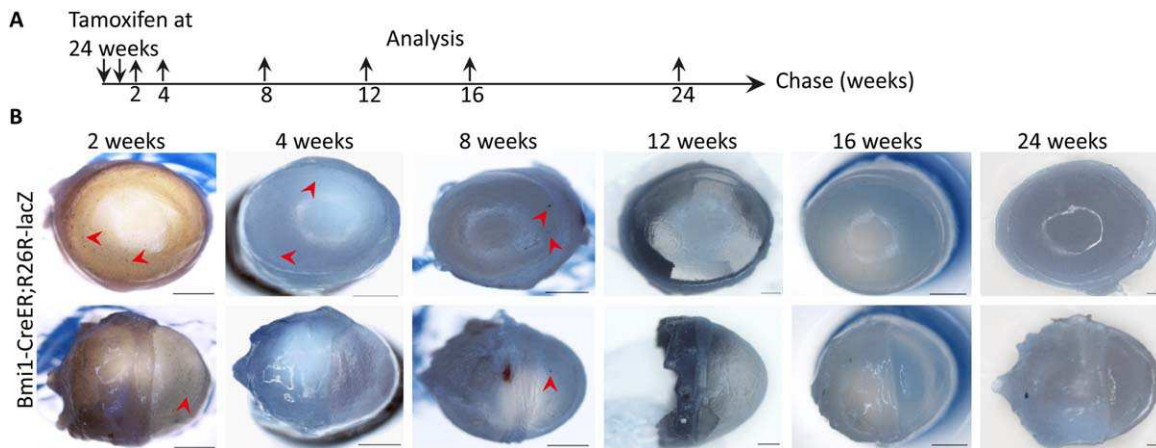 A
Tamoxifen at
24 weeks
Analysis
2 4 8 12 16 24
Chase (weeks)
B
2 weeks 4 weeks 8 weeks 12 weeks 16 weeks 24 weeks
Bmi1-CreER;R26R-lacZ